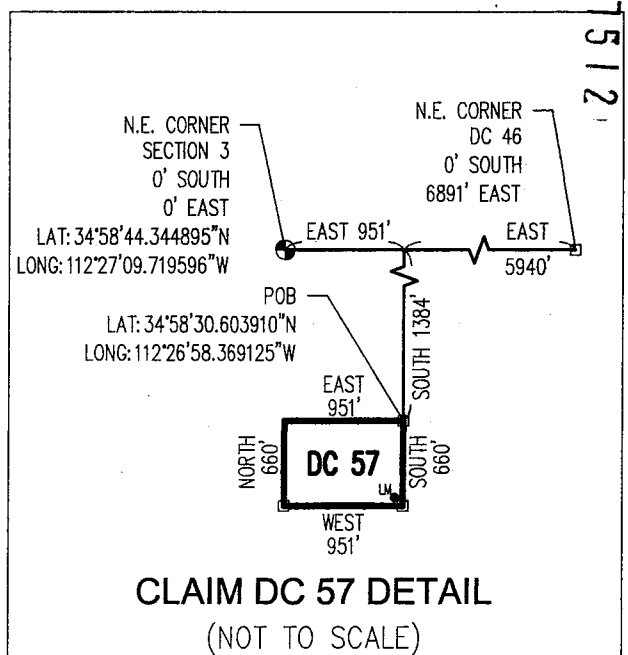 7512
N.E. CORNER
SECTION 3
0' SOUTH
0' EAST
LAT: 34°58'44.344895"N
LONG: 112°27'09.719596"W
N.E. CORNER
DC 46
0' SOUTH
6891' EAST
EAST 951'
EAST
5940'
POB
LAT: 34°58'30.603910"N
LONG: 112°26'58.369125"W
SOUTH 1384'
EAST
951'
NORTH
660'
DC 57
LM
SOUTH
660'
WEST
951'
CLAIM DC 57 DETAIL
(NOT TO SCALE)